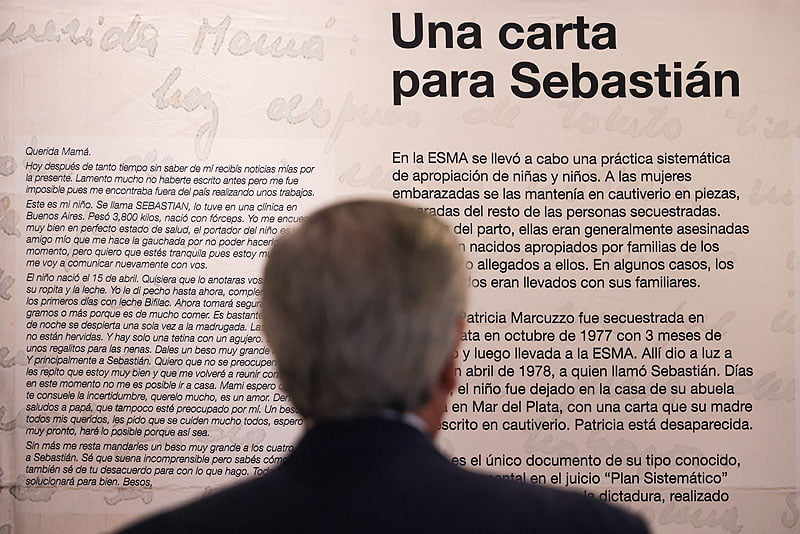 Querida Mamá:
hoy después de tanto
Una carta
para Sebastián
Querida Mamá.
Hoy después de tanto tiempo sin saber de mí recibís noticias mías por
la presente. Lamento mucho no haberte escrito antes pero me fue
imposible pues me encontraba fuera del país realizando unos trabajos.
Este es mi niño. Se llama SEBASTIAN, lo tuve en una clínica en
Buenos Aires. Pesó 3,800 kilos, nació con fórceps. Yo me
muy bien en perfecto estado de salud, el portador del niño es
amigo mío que me hace la gauchada por no poder
momento, pero quiero que estés tranquila pues estoy
me voy a comunicar nuevamente con vos.
El niño nació el 15 de abril. Quisiera que lo anotaras
su ropita y la leche. Yo le di pecho hasta ahora,
los primeros días con leche Bifilac. Ahora tomará
gramos o más porque es de mucho comer. Es
de noche se despierta una sola vez a la madrugada.
no están hervidas. Y hay solo una tetina con un agujero.
unos regalitos para las nenas. Dales un beso muy grande
Y principalmente a Sebastián. Quiero que no se
les repito que estoy muy bien y que me volveré a reunir
en este momento no me es posible ir a casa. Mami espero
te consuele la incertidumbre, querelo mucho, es un amor.
saludos a papá, que tampoco esté preocupado por mí. Un
todos mis queridos, les pido que se cuiden mucho todos, espero
muy pronto, haré lo posible porque así sea.
Sin más me resta mandarles un beso muy grande a los cuatro
a Sebastián. Sé que suena incomprensible pero sabés
también sé de tu desacuerdo para con lo que hago.
solucionará para bien. Besos,
En la ESMA se llevó a cabo una práctica sistemática
de apropiación de niñas y niños. A las mujeres
embarazadas se las mantenía en cautiverio en piezas,
del resto de las personas secuestradas.
del parto, ellas eran generalmente asesinadas
nacidos apropiados por familias de los
o allegados a ellos. En algunos casos, los
eran llevados con sus familiares.
Patricia Marcuzzo fue secuestrada en
en octubre de 1977 con 3 meses de
y luego llevada a la ESMA. Allí dio a luz a
abril de 1978, a quien llamó Sebastián. Días
el niño fue dejado en la casa de su abuela
en Mar del Plata, con una carta que su madre
escrito en cautiverio. Patricia está desaparecida.
es el único documento de su tipo conocido,
en el juicio “Plan Sistemático”
la dictadura, realizado